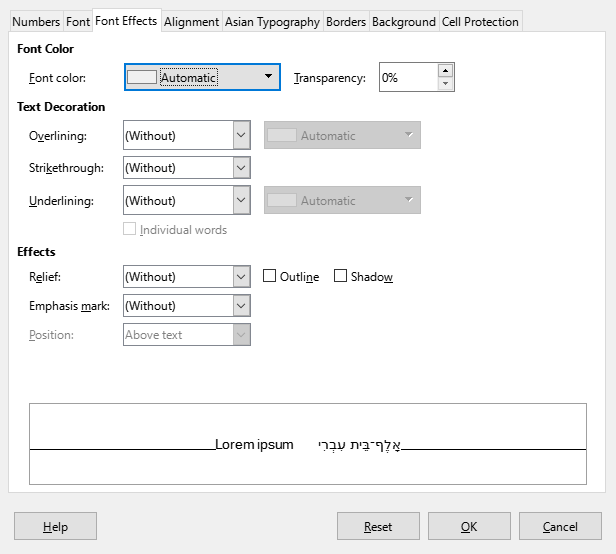 Numbers Font Font Effects Alignment Asian Typography Borders Background Cell Protection
Font Color
Font color: Automatic Transparency: 0%
Text Decoration
Overlining: (Without) Automatic
Strikethrough: (Without)
Underlining: (Without) Automatic
Individual words
Effects
Relief: (Without) Outline Shadow
Emphasis mark: (Without)
Position: Above text
Lorem ipsum אָלֶף־בֵּית עִבְרִי
Help Reset OK Cancel